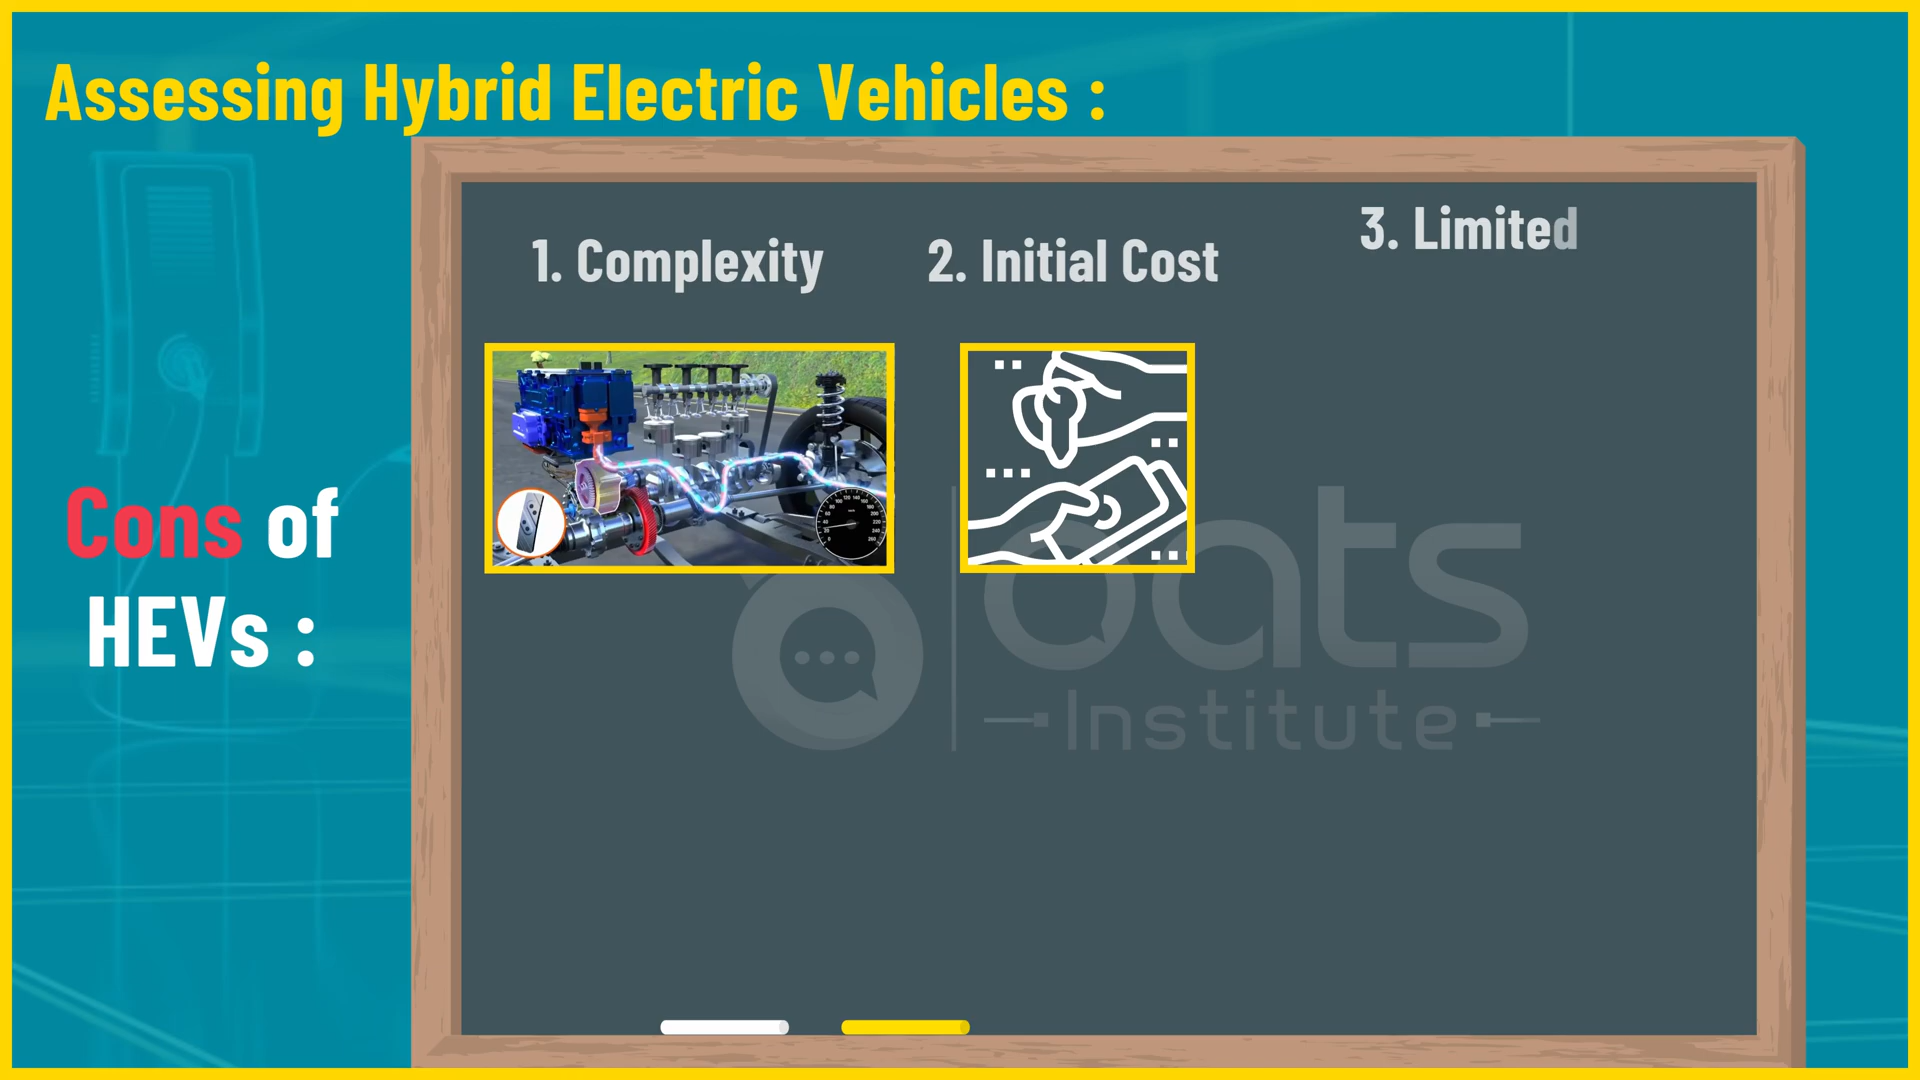 Assessing Hybrid Electric Vehicles :
1. Complexity
2. Initial Cost
3. Limited
Cons of
HEVs :
oats
Institute